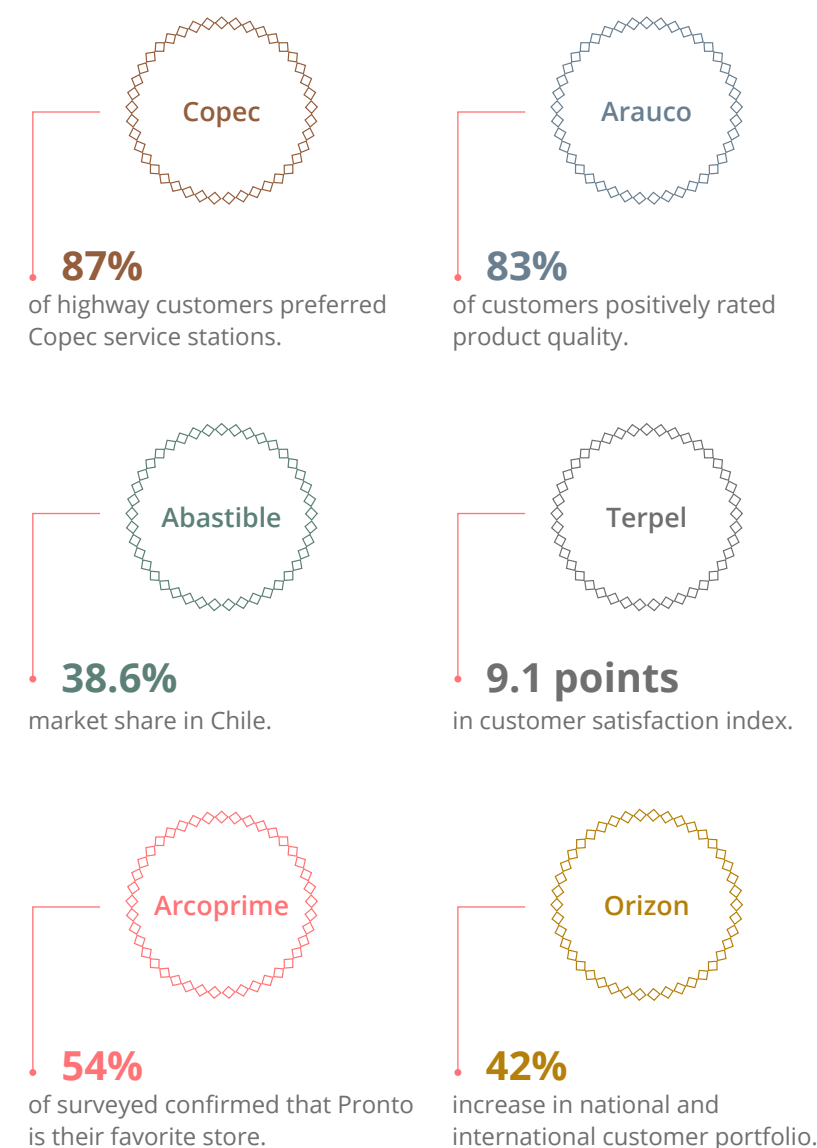 Copec
87%
of highway customers preferred
Copec service stations.
Arauco
83%
of customers positively rated
product quality.
Abastible
38.6%
market share in Chile.
Terpel
9.1 points
in customer satisfaction index.
Arcoprime
54%
of surveyed confirmed that Pronto
is their favorite store.
Orizon
42%
increase in national and
international customer portfolio.